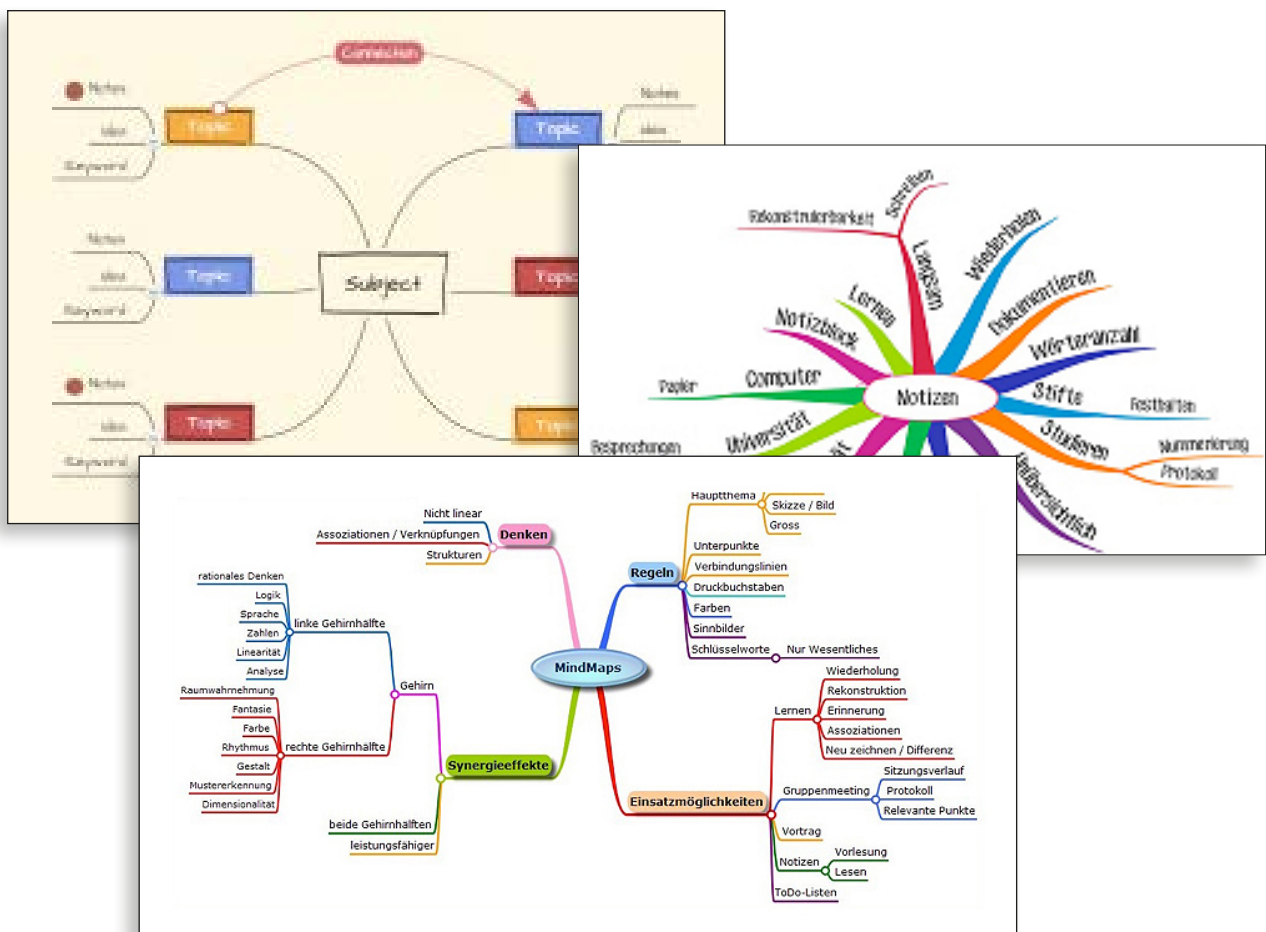 Connection
Notes
Idea
Keyword
Topic
Topic
Notes
Idea
Notes
Idea
Keyword
Topic
Subject
Topic
Notes
Idea
Keyword
Topic
Topic
Schreiben
Rekonstruierbarkeit
Langsam
Wiederholen
Dokumentieren
Lernen
Notizblock
Wörteranzahl
Papier
Computer
Notizen
Stifte
Festhalten
Besprechungen
Universität
Studieren
Nummerierung
Protokoll
Hauptthema
Skizze / Bild
Gross
Nicht linear
Assoziationen / Verknüpfungen
Strukturen
Denken
Regeln
Unterpunkte
Verbindungslinien
Druckbuchstaben
Farben
Sinnbilder
Schlüsselworte
Nur Wesentliches
rationales Denken
Logik
Sprache
Zahlen
Linearität
Analyse
linke Gehirnhälfte
MindMaps
Gehirn
Raumwahrnehmung
Fantasie
Farbe
Rhythmus
Gestalt
Mustererkennung
Dimensionalität
rechte Gehirnhälfte
Synergieeffekte
beide Gehirnhälften
leistungsfähiger
Einsatzmöglichkeiten
Lernen
Wiederholung
Rekonstruktion
Erinnerung
Assoziationen
Neu zeichnen / Differenz
Gruppenmeeting
Sitzungsverlauf
Protokoll
Relevante Punkte
Vortrag
Notizen
Vorlesung
Lesen
ToDo-Listen